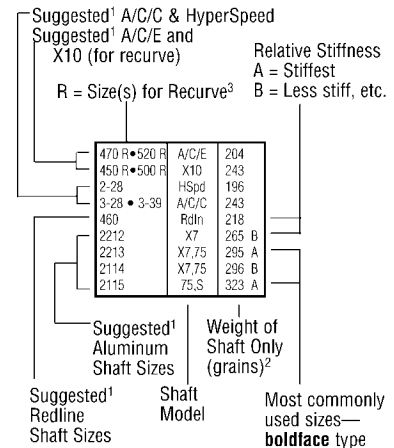 Suggested¹ A/C/C & HyperSpeed
Suggested¹ A/C/E and
X10 (for recurve)
R = Size(s) for Recurve³
Relative Stiffness
A = Stiffest
B = Less stiff, etc.
470 R•520 R A/C/E 204
450 R•500 R X10 243
2-28 HSpd 196
3-28 • 3-39 A/C/C 243
460 Rdln 218
2212 X7 265 B
2213 X7,75 295 A
2114 X7,75 296 B
2115 75,S 323 A
Suggested¹
Aluminum
Shaft Sizes
Weight of
Shaft Only
(grains)²
Suggested¹
Redline
Shaft Sizes
Shaft
Model
Most commonly
used sizes—
boldface type